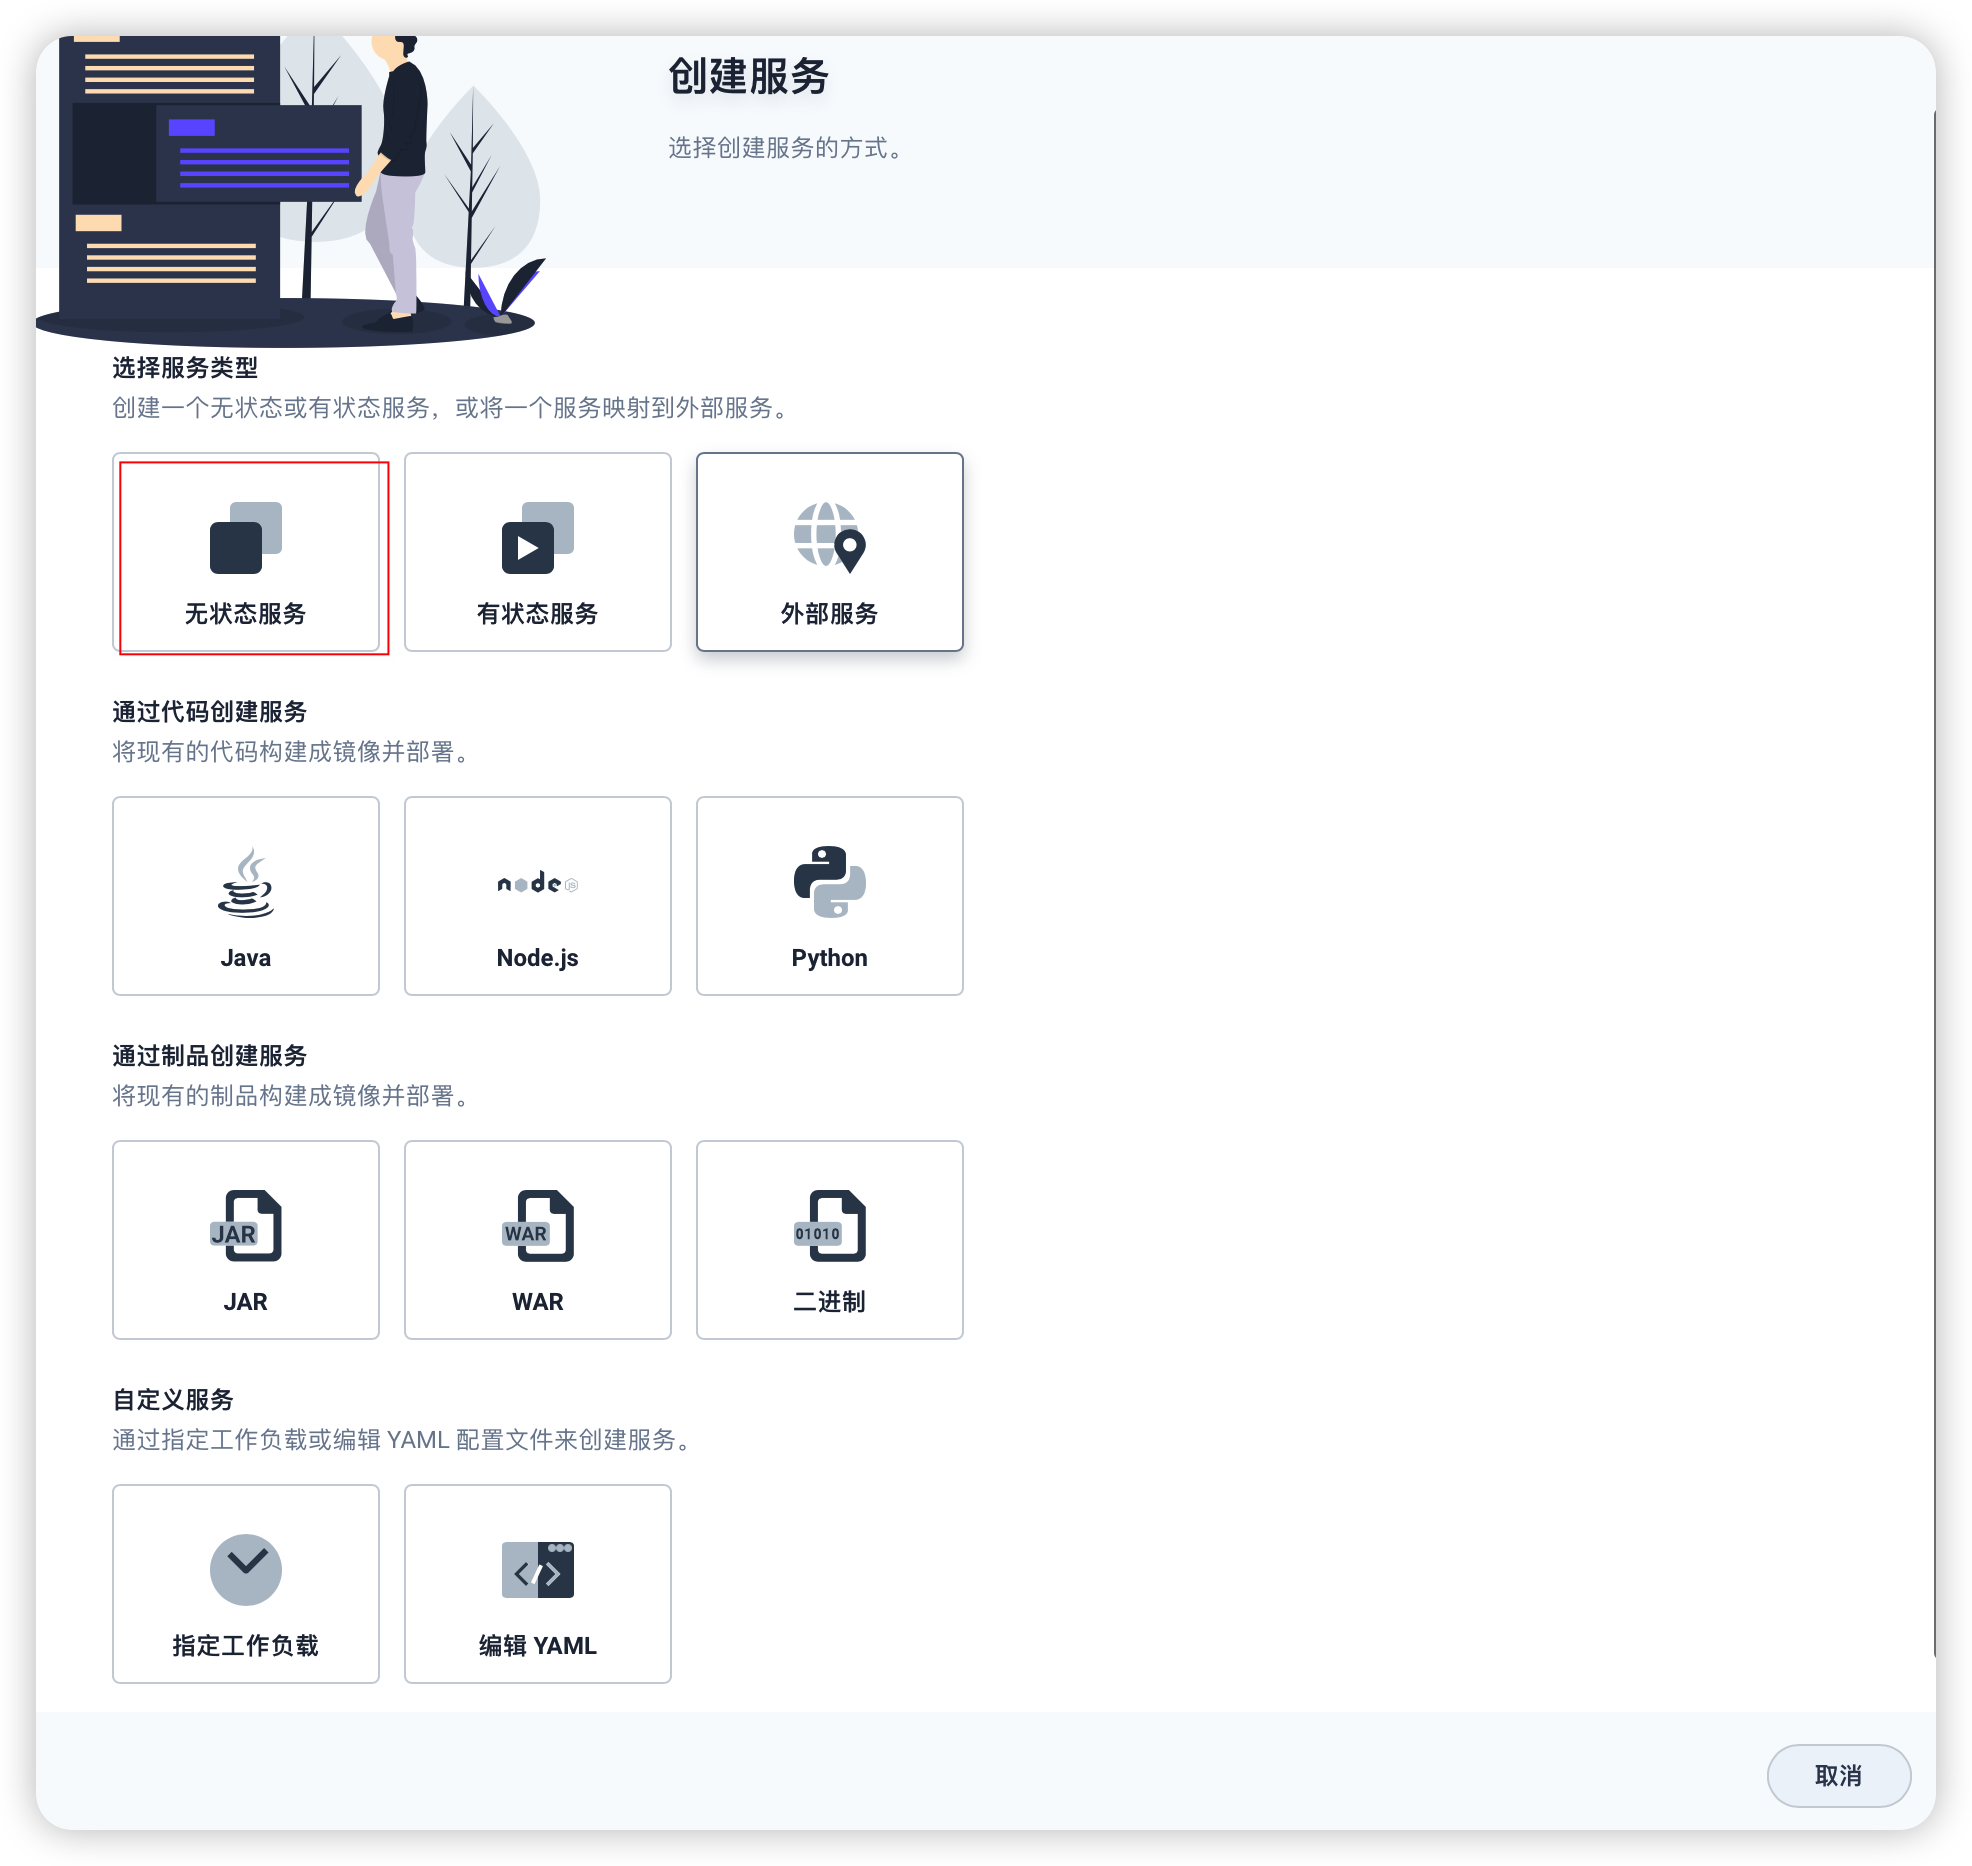 创建服务
选择创建服务的方式。
选择服务类型
创建一个无状态或有状态服务，或将一个服务映射到外部服务。
无状态服务
有状态服务
外部服务
通过代码创建服务
将现有的代码构建成镜像并部署。
node JS
Java
Node.js
Python
通过制品创建服务
将现有的制品构建成镜像并部署。
JAR
WAR
01010
JAR
WAR
二进制
自定义服务
通过指定工作负载或编辑 YAML 配置文件来创建服务。
</>
指定工作负载
编辑 YAML
取消